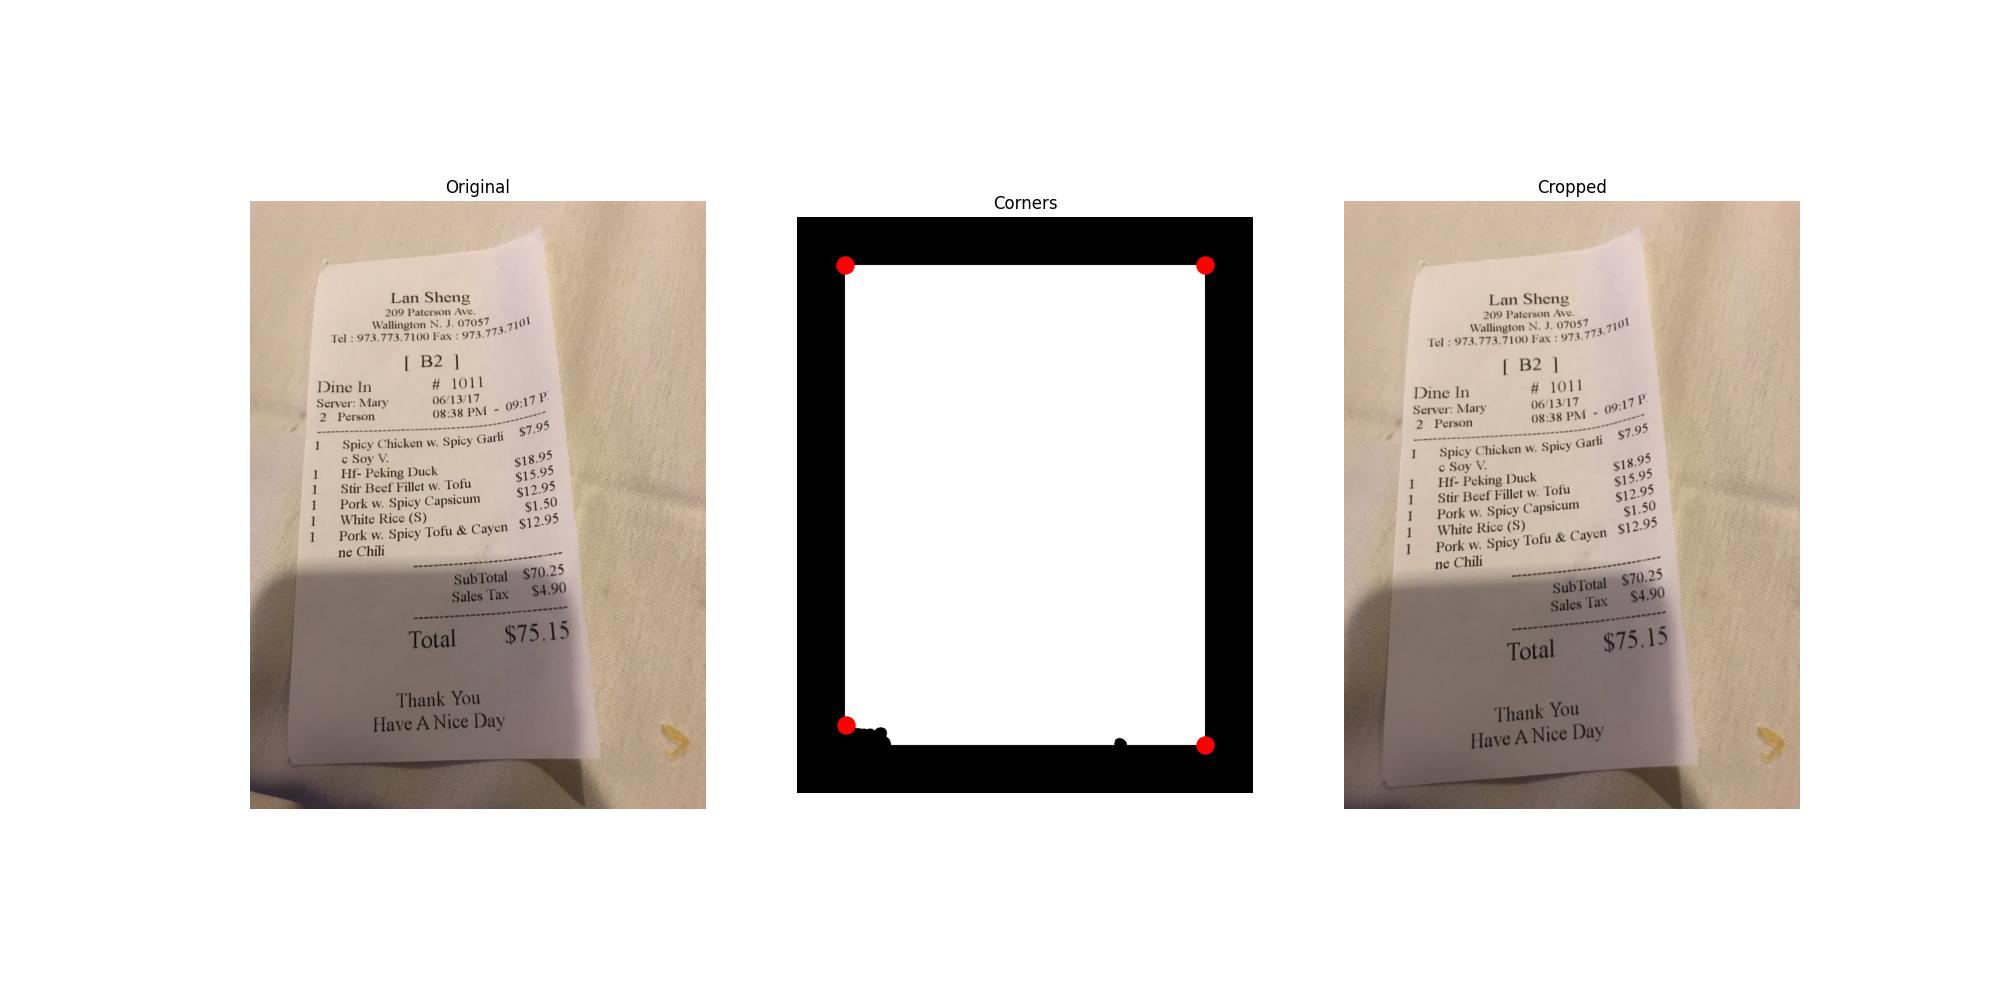 Original
Lan Sheng
209 Paterson Ave.
Wallington N. J. 07057
Tel : 973.773.7100 Fax : 973.773.7101
[ B2 ]
Dine In # 1011
Server: Mary 06/13/17
2 Person 08:38 PM - 09:17 P
1 Spicy Chicken w. Spicy Garli $7.95
c Soy V.
1 Hf- Peking Duck $18.95
1 Stir Beef Fillet w. Tofu $15.95
1 Pork w. Spicy Capsicum $12.95
1 White Rice (S) $1.50
1 Pork w. Spicy Tofu & Cayen $12.95
ne Chili
SubTotal $70.25
Sales Tax $4.90
Total $75.15
Thank You
Have A Nice Day
Corners
Cropped
Lan Sheng
209 Paterson Ave.
Wallington N. J. 07057
Tel : 973.773.7100 Fax : 973.773.7101
[ B2 ]
Dine In # 1011
Server: Mary 06/13/17
2 Person 08:38 PM - 09:17 P
1 Spicy Chicken w. Spicy Garli $7.95
c Soy V.
1 Hf- Peking Duck $18.95
1 Stir Beef Fillet w. Tofu $15.95
1 Pork w. Spicy Capsicum $12.95
1 White Rice (S) $1.50
1 Pork w. Spicy Tofu & Cayen $12.95
ne Chili
SubTotal $70.25
Sales Tax $4.90
Total $75.15
Thank You
Have A Nice Day